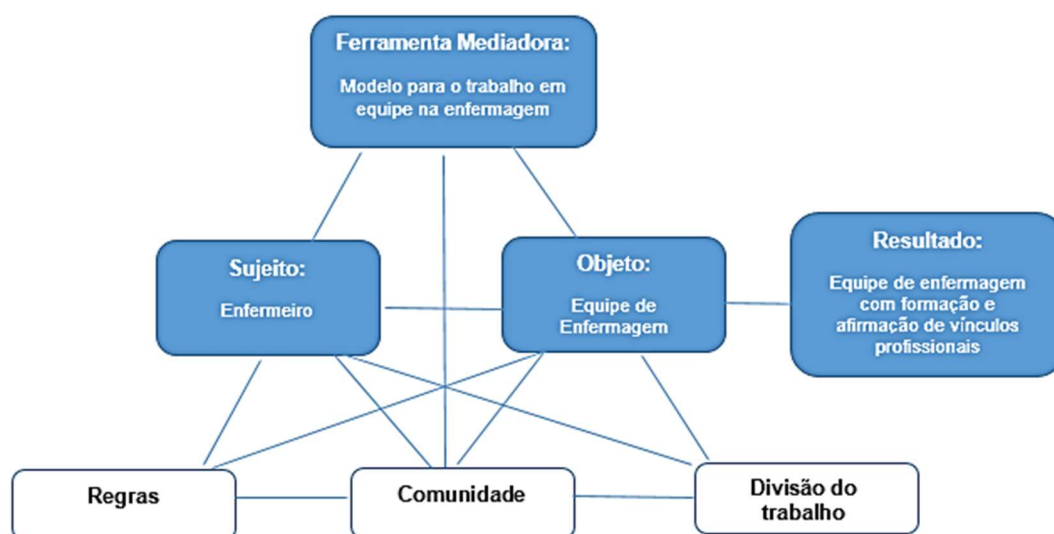 Ferramenta Mediadora:
Modelo para o trabalho em
equipe na enfermagem
Sujeito:
Enfermeiro
Objeto:
Equipe de
Enfermagem
Resultado:
Equipe de enfermagem
com formação e
afirmação de vínculos
profissionais
Regras
Comunidade
Divisão do
trabalho